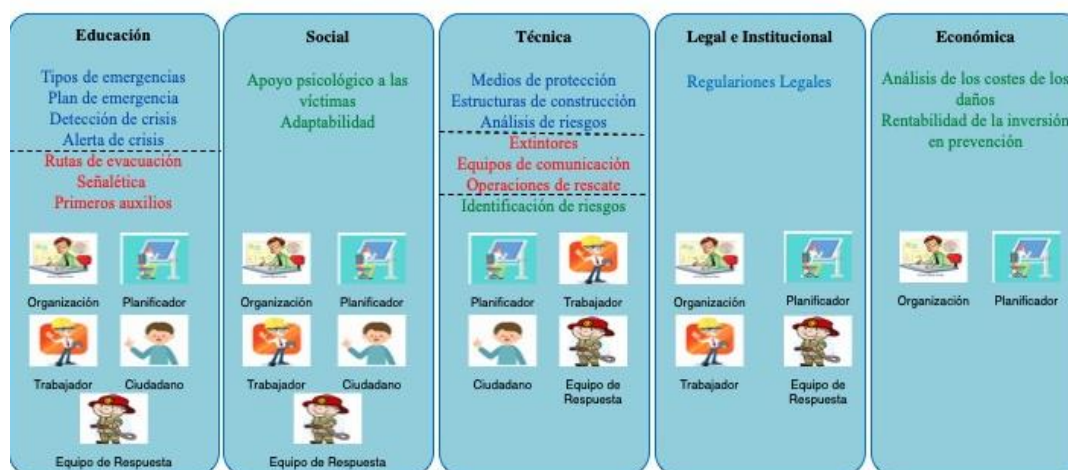 Educación
Tipos de emergencias
Plan de emergencia
Detección de crisis
Alerta de crisis
Rutas de evacuación
Señalética
Primeros auxilios
Organización
Planificador
Trabajador
Ciudadano
Equipo de Respuesta
Social
Apoyo psicológico a las
víctimas
Adaptabilidad
Organización
Planificador
Trabajador
Ciudadano
Equipo de Respuesta
Técnica
Medios de protección
Estructuras de construcción
Análisis de riesgos
Extintores
Equipos de comunicación
Operaciones de rescate
Identificación de riesgos
Planificador
Trabajador
Ciudadano
Equipo de
Respuesta
Legal e Institucional
Regulariones Legales
Organización
Planificador
Trabajador
Equipo de
Respuesta
Económica
Análisis de los costes de los
daños
Rentabilidad de la inversión
en prevención
Organización
Planificador